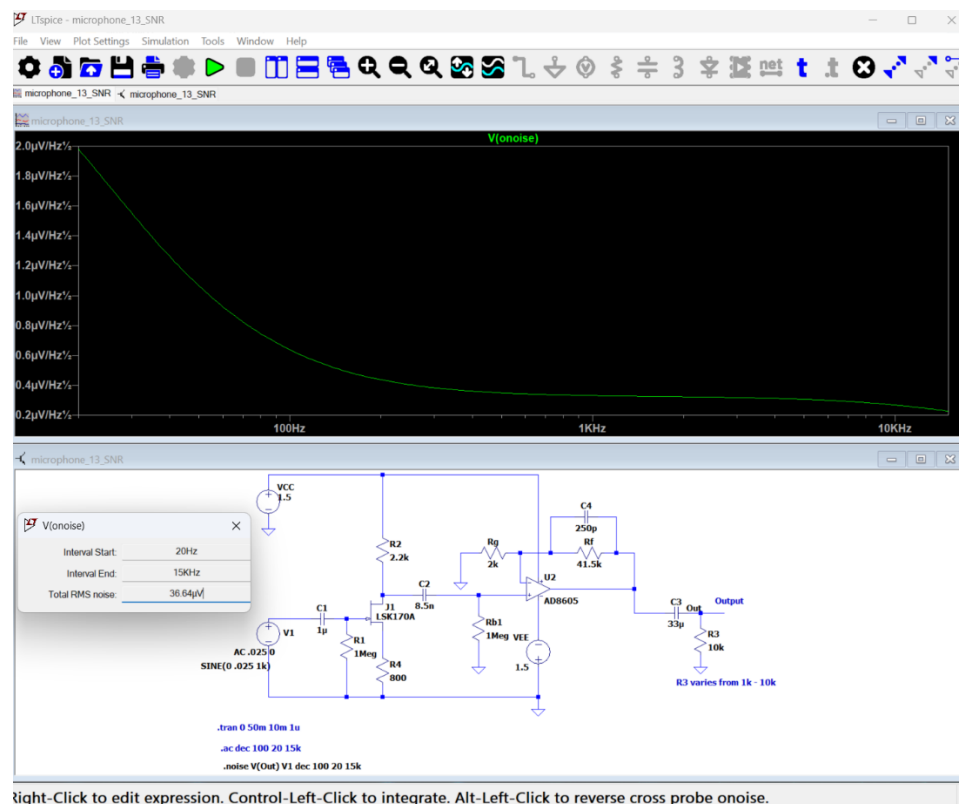 LTspice - microphone_13_SNR
File View Plot Settings Simulation Tools Window Help
net t .t
microphone_13_SNR microphone_13_SNR
microphone_13_SNR
V(onoise)
2.0µV/Hz½
1.8µV/Hz½
1.6µV/Hz½
1.4µV/Hz½
1.2µV/Hz½
1.0µV/Hz½
0.8µV/Hz½
0.6µV/Hz½
0.4µV/Hz½
0.2µV/Hz½
100Hz 1KHz 10KHz
microphone_13_SNR
V(onoise)
Interval Start: 20Hz
Interval End: 15KHz
Total RMS noise: 36.64µV
VCC
1.5
R2
2.2k
C1
1µ
V1
AC .025 0
SINE(0 .025 1k)
R1
1Meg
J1
LSK170A
R4
800
C2
8.5n
Rb1
1Meg
VEE
1.5
Rg
2k
C4
250p
Rf
41.5k
U2
AD8605
C3
33µ
Out
Output
R3
10k
R3 varies from 1k - 10k
.tran 0 50m 10m 1u
.ac dec 100 20 15k
.noise V(Out) V1 dec 100 20 15k
Right-Click to edit expression. Control-Left-Click to integrate. Alt-Left-Click to reverse cross probe onoise.